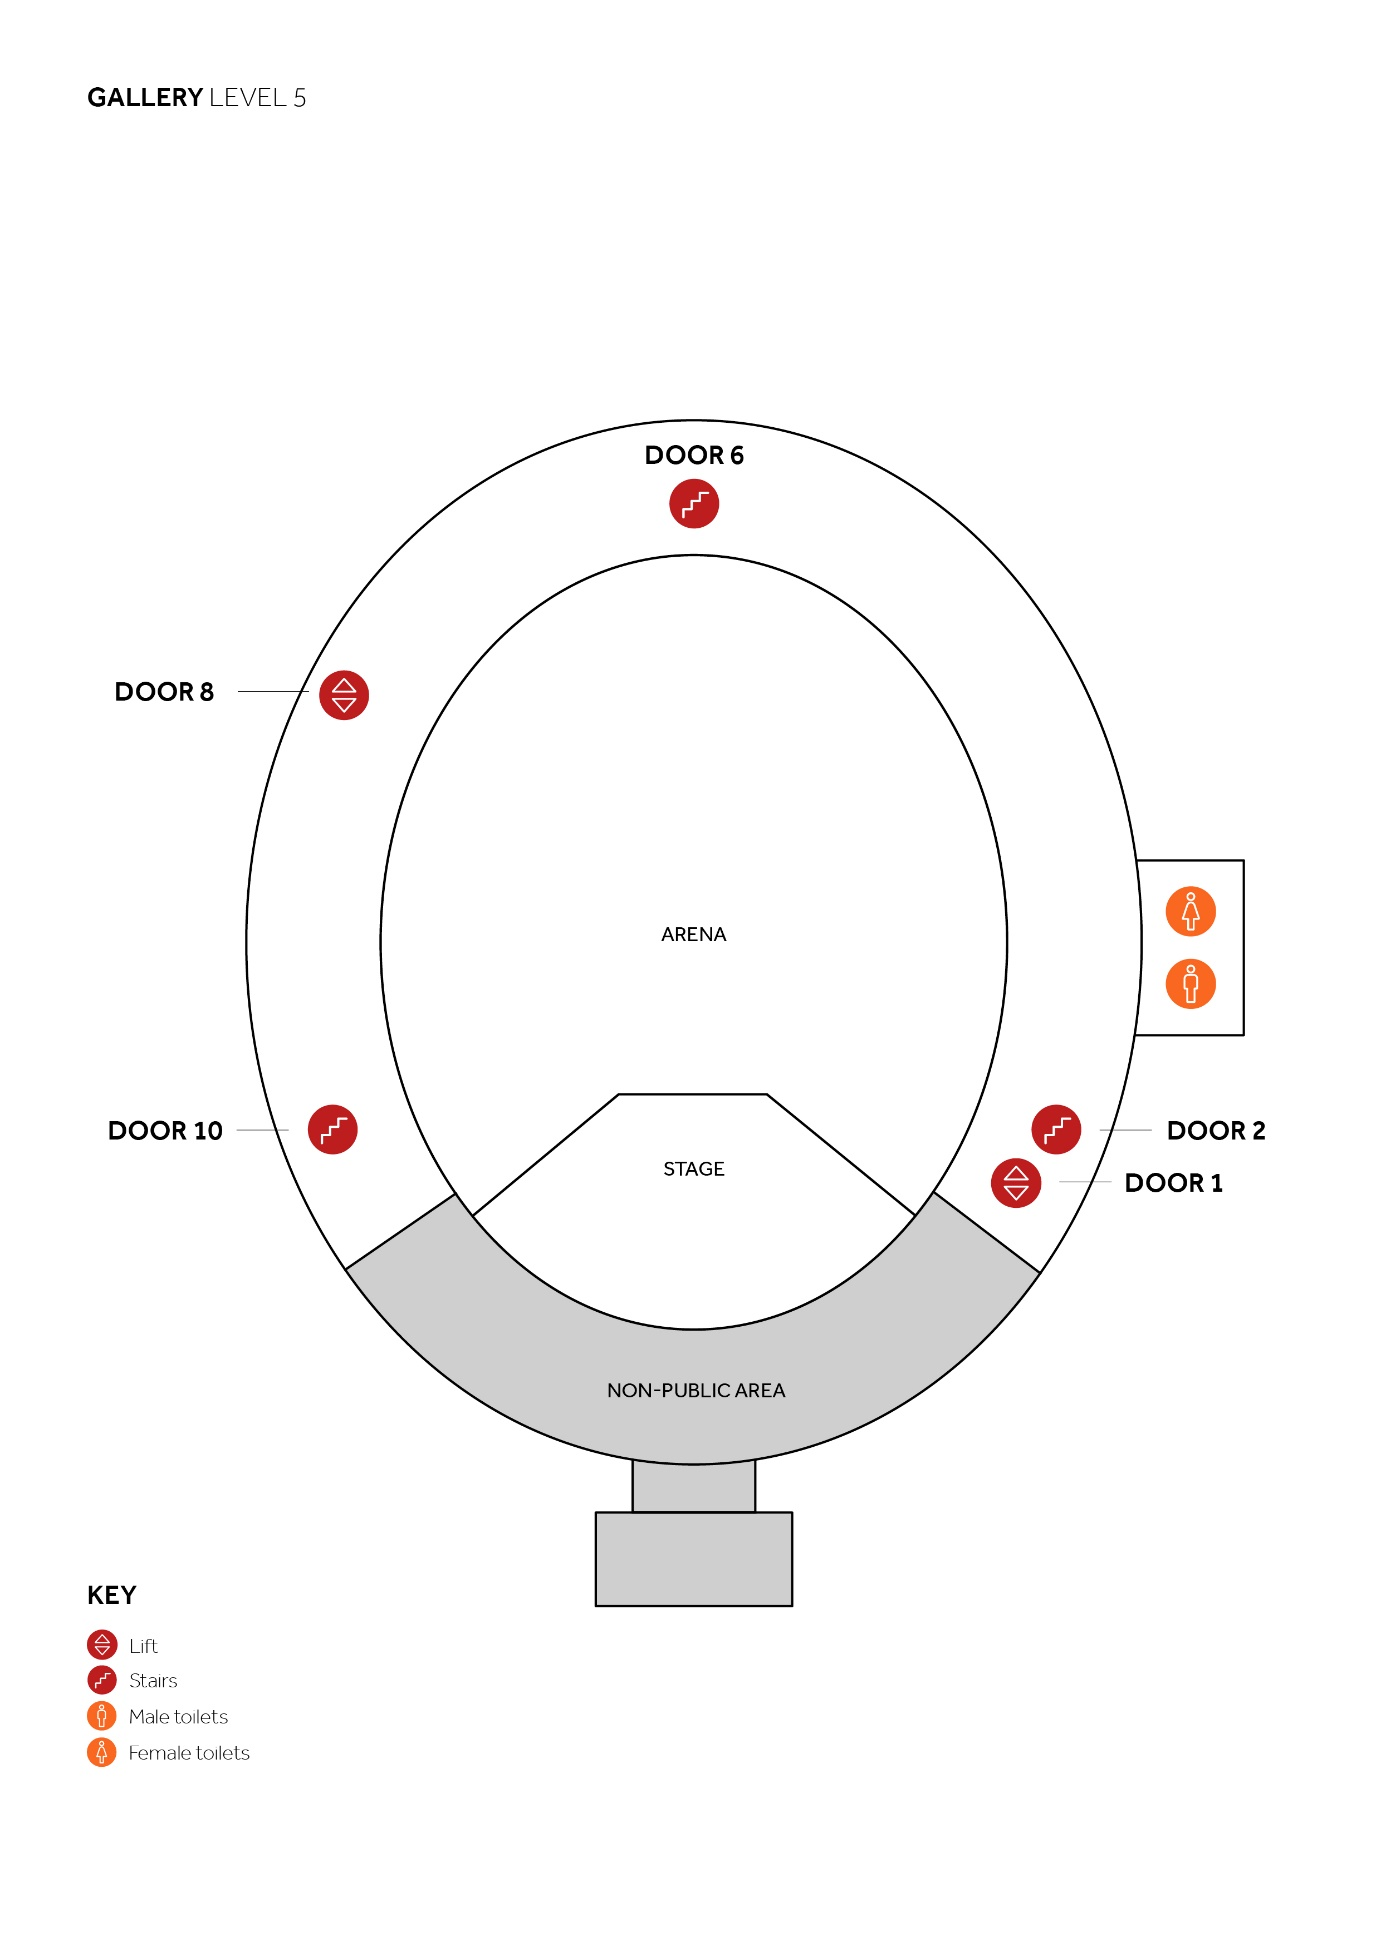 GALLERY LEVEL 5
DOOR 6
DOOR 8
ARENA
DOOR 10
DOOR 2
STAGE
DOOR 1
NON-PUBLIC AREA
KEY
Lift
Stairs
Male toilets
Female toilets